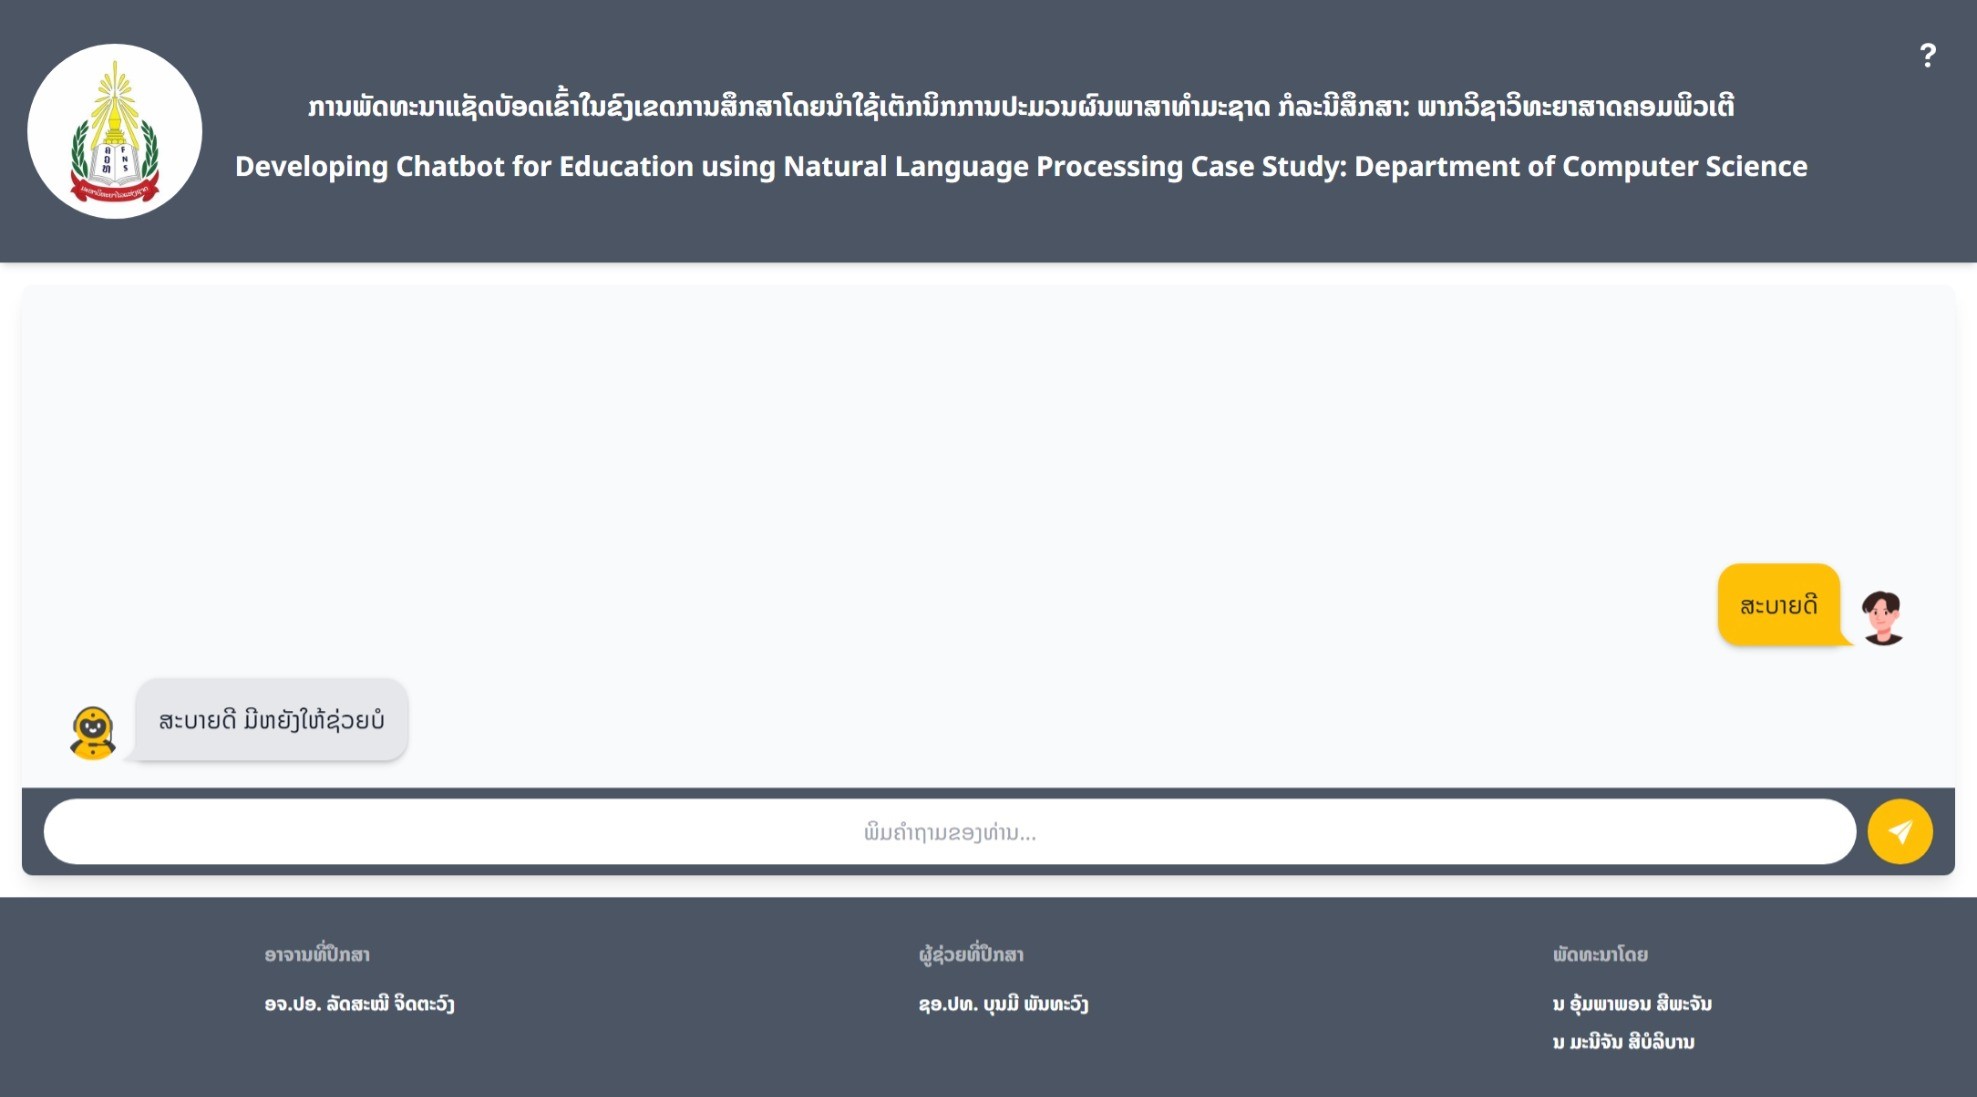 ?
ການພັດທະນາແຊັດບັອດເຂົ້າໃນຂົງເຂດການສຶກສາໂດຍນຳໃຊ້ເຕັກນິກການປະມວນຜົນພາສາທຳມະຊາດ ກໍລະນີສຶກສາ: ພາກວິຊາວິທະຍາສາດຄອມພິວເຕີ
Developing Chatbot for Education using Natural Language Processing Case Study: Department of Computer Science
ຄວທ
FNS
ສະບາຍດີ
ສະບາຍດີ ມີຫຍັງໃຫ້ຊ່ວຍບໍ
ພິມຄຳຖາມຂອງທ່ານ...
ອາຈານທີ່ປຶກສາ
ອຈ.ປອ. ລັດສະໝີ ຈິດຕະວົງ
ຜູ້ຊ່ວຍທີ່ປຶກສາ
ຊອ.ປທ. ບຸນມີ ພັນທະວົງ
ພັດທະນາໂດຍ
ນ ອຸ້ມພາພອນ ສີພະຈັນ
ນ ມະນີຈັນ ສີບໍລິບານ